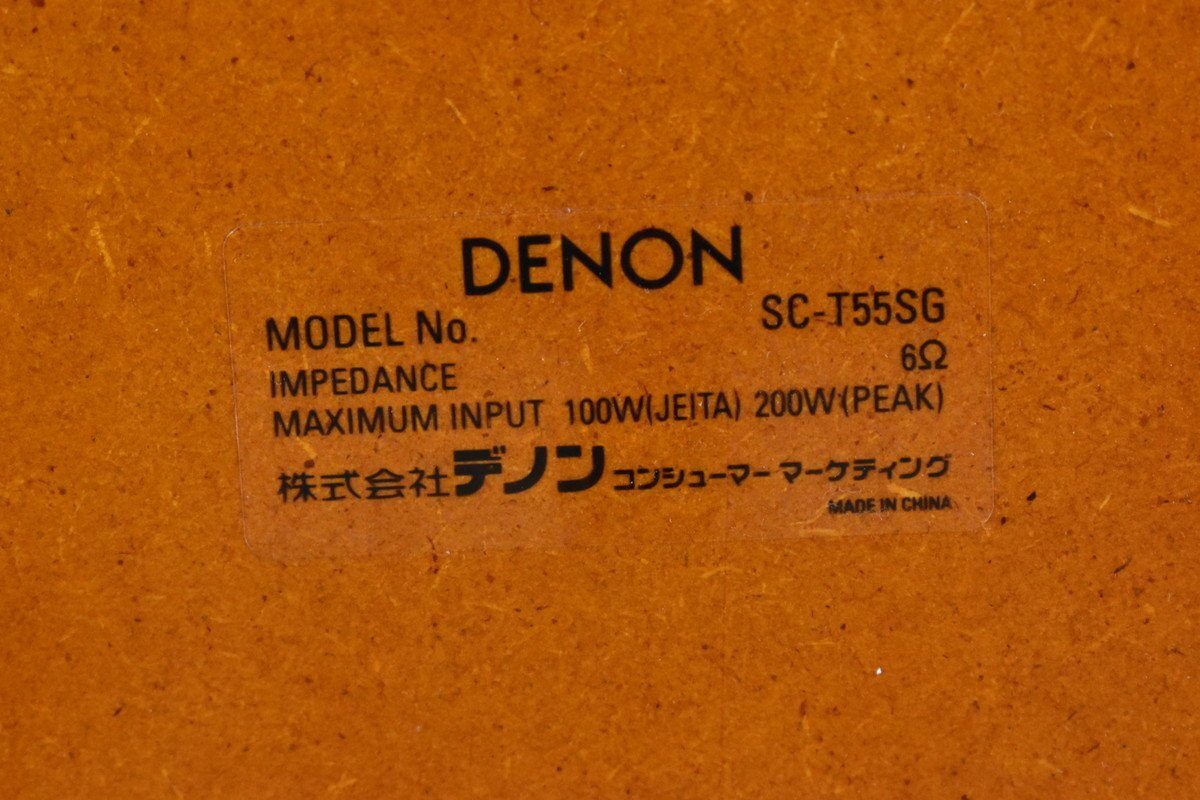 DENON
MODEL No. SC-T55SG
IMPEDANCE 6Ω
MAXIMUM INPUT 100W(JEITA) 200W(PEAK)
株式会社デノン コンシューマー マーケティング
MADE IN CHINA